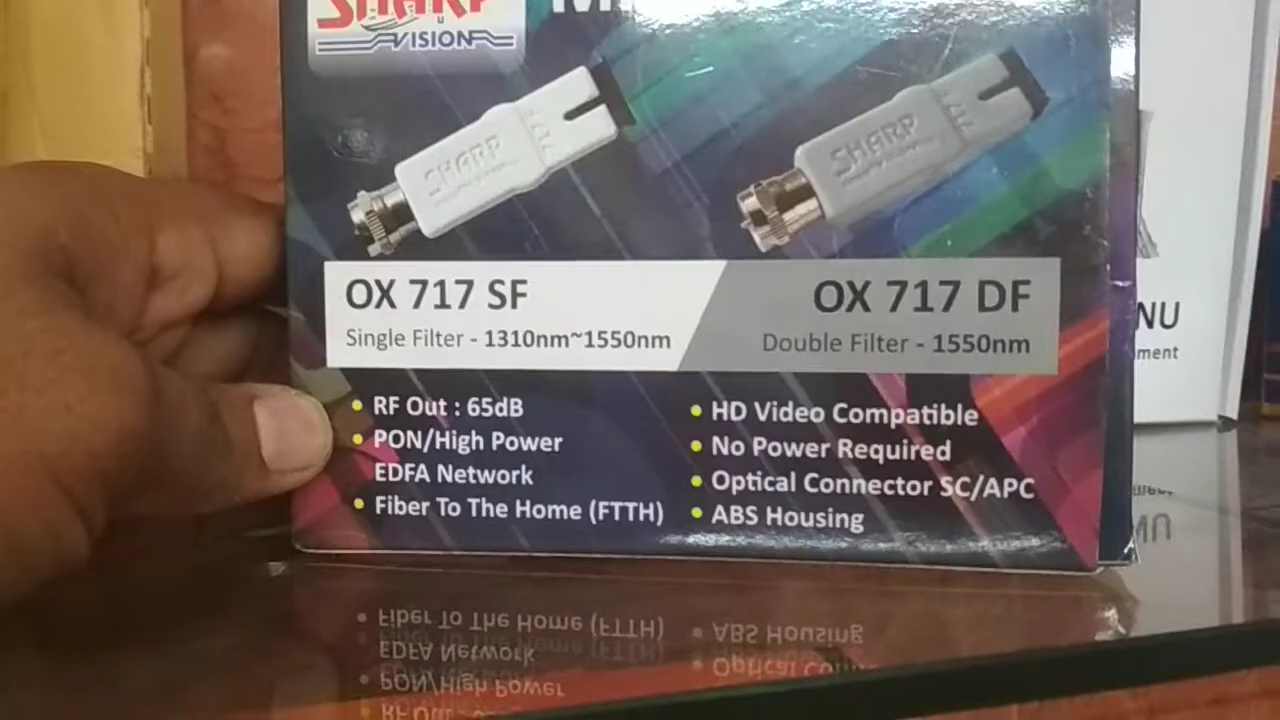 SHARP
VISION
SHARP
SHARP
OX 717 SF
Single Filter - 1310nm~1550nm
OX 717 DF
Double Filter - 1550nm
• RF Out : 65dB
• PON/High Power
EDFA Network
• Fiber To The Home (FTTH)
• HD Video Compatible
• No Power Required
• Optical Connector SC/APC
• ABS Housing
NU
ment